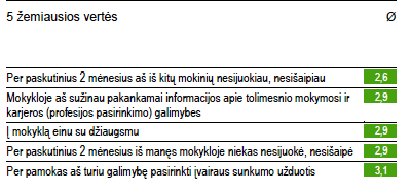 5 žemiausios vertės Ø
Per paskutinius 2 mėnesius aš iš kitų mokinių nesijuokiau, nesišaipiau 2,6
Mokykloje aš sužinau pakankamai informacijos apie tolimesnio mokymosi ir
karjeros (profesijos pasirinkimo) galimybes 2,9
Į mokyklą einu su džiaugsmu 2,9
Per paskutinius 2 mėnesius iš manęs mokykloje niekas nesijuokė, nesišaipė 2,9
Per pamokas aš turiu galimybę pasirinkti įvairaus sunkumo užduotis 3,1